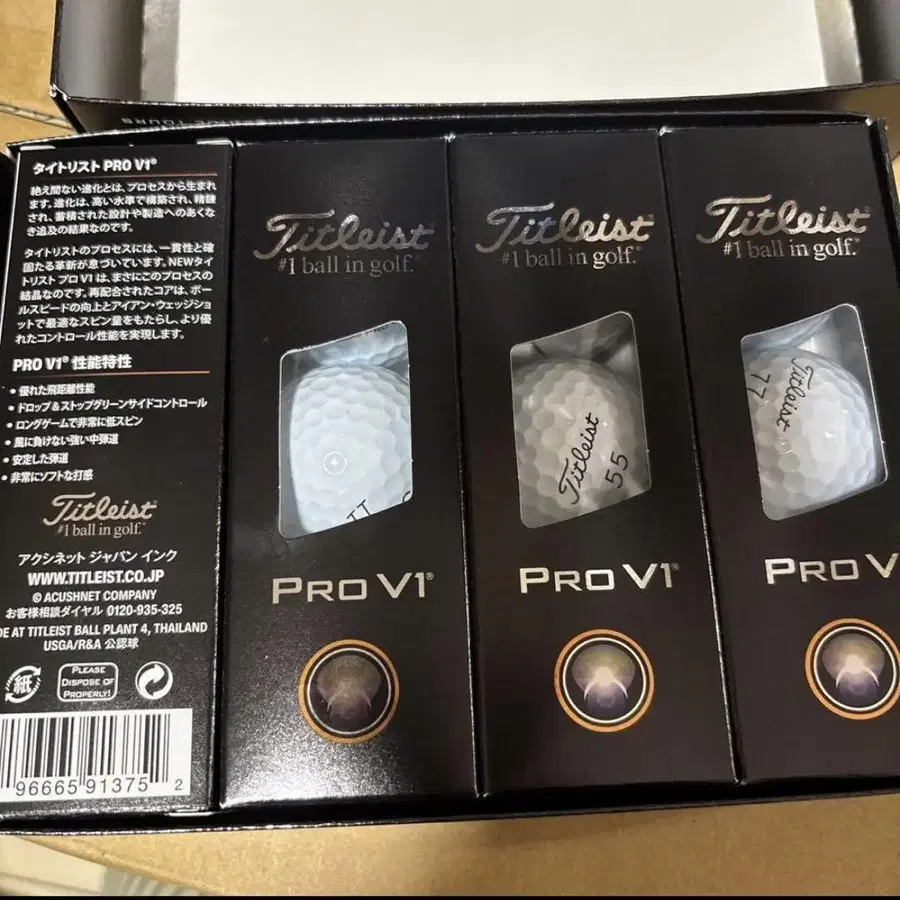 タイトリスト PRO V1®
絶え間ない進化とは、プロセスから生まれ
ます。進化は、高い水準で構築され、精錬
され、蓄積された設計や製造へのあくな
き追及の結果なのです。
タイトリストのプロセスには、一貫性と確
固たる革新が息づいています。NEWタイ
トリスト プロ V1 は、まさにこのプロセスの
結晶なのです。再配合されたコアは、ボー
ルスピードの向上とアイアン・ウェッジショ
ットで最適なスピン量をもたらし、より優
れたコントロール性能を実現します。
PRO V1® 性能特性
• 優れた飛距離性能
• ドロップ&ストップグリーンサイドコントロール
• ロングゲームで非常に低スピン
• 風に負けない強い中弾道
• 安定した弾道
• 非常にソフトな打感
Titleist
#1 ball in golf.™
アクシネット ジャパン インク
WWW.TITLEIST.CO.JP
© ACUSHNET COMPANY
お客様相談ダイヤル 0120-935-325
DE AT TITLEIST BALL PLANT 4, THAILAND
USGA/R&A 公認球
紙
PLEASE
DISPOSE OF
PROPERLY!
96665 91375 2
Titleist®
#1 ball in golf.™
PRO V1®
Titleist®
#1 ball in golf.™
Titleist
55
PRO V1®
Titleist®
#1 ball in golf.™
Titleist
77
PRO V